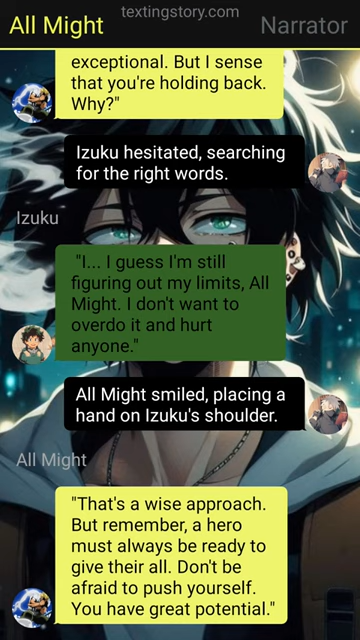 textingstory.com
All Might
Narrator
exceptional. But I sense
that you're holding back.
Why?"
Izuku hesitated, searching
for the right words.
Izuku
"I... I guess I'm still
figuring out my limits, All
Might. I don't want to
overdo it and hurt
anyone."
All Might smiled, placing a
hand on Izuku's shoulder.
All Might
"That's a wise approach.
But remember, a hero
must always be ready to
give their all. Don't be
afraid to push yourself.
You have great potential."